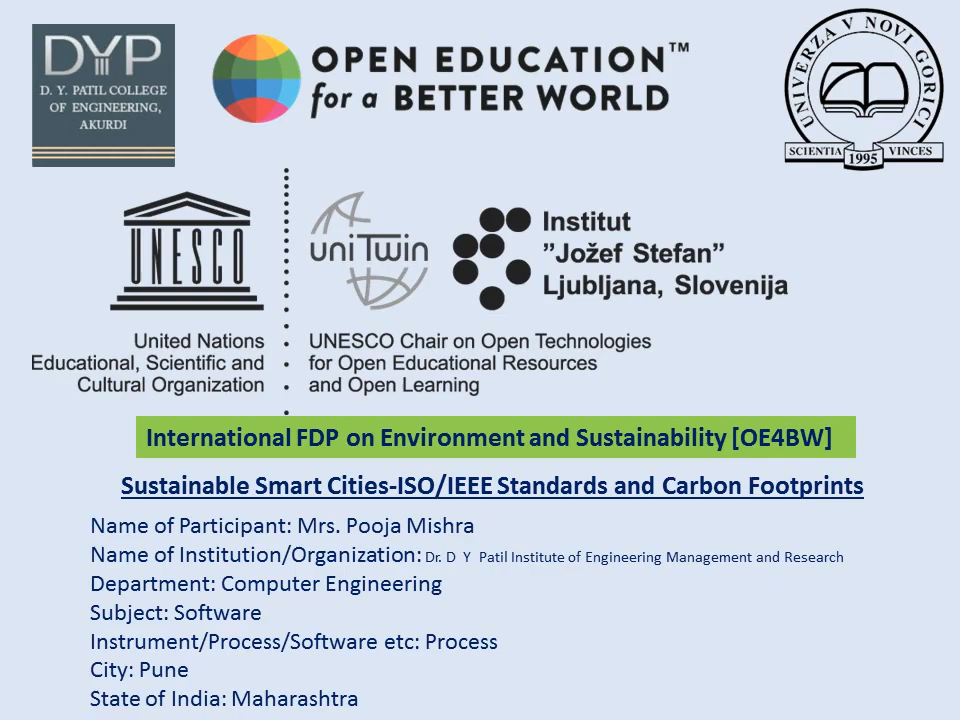 DYP
D. Y. PATIL COLLEGE
OF ENGINEERING,
AKURDI
OPEN EDUCATION™
for a BETTER WORLD
UNIVERZA V NOVI GORICI
SCIENTIA 1995 VINCES
UNESCO
uniTwin
Institut
”Jožef Stefan”
Ljubljana, Slovenija
United Nations
Educational, Scientific and
Cultural Organization
UNESCO Chair on Open Technologies
for Open Educational Resources
and Open Learning
International FDP on Environment and Sustainability [OE4BW]
Sustainable Smart Cities-ISO/IEEE Standards and Carbon Footprints
Name of Participant: Mrs. Pooja Mishra
Name of Institution/Organization: Dr. D Y Patil Institute of Engineering Management and Research
Department: Computer Engineering
Subject: Software
Instrument/Process/Software etc: Process
City: Pune
State of India: Maharashtra